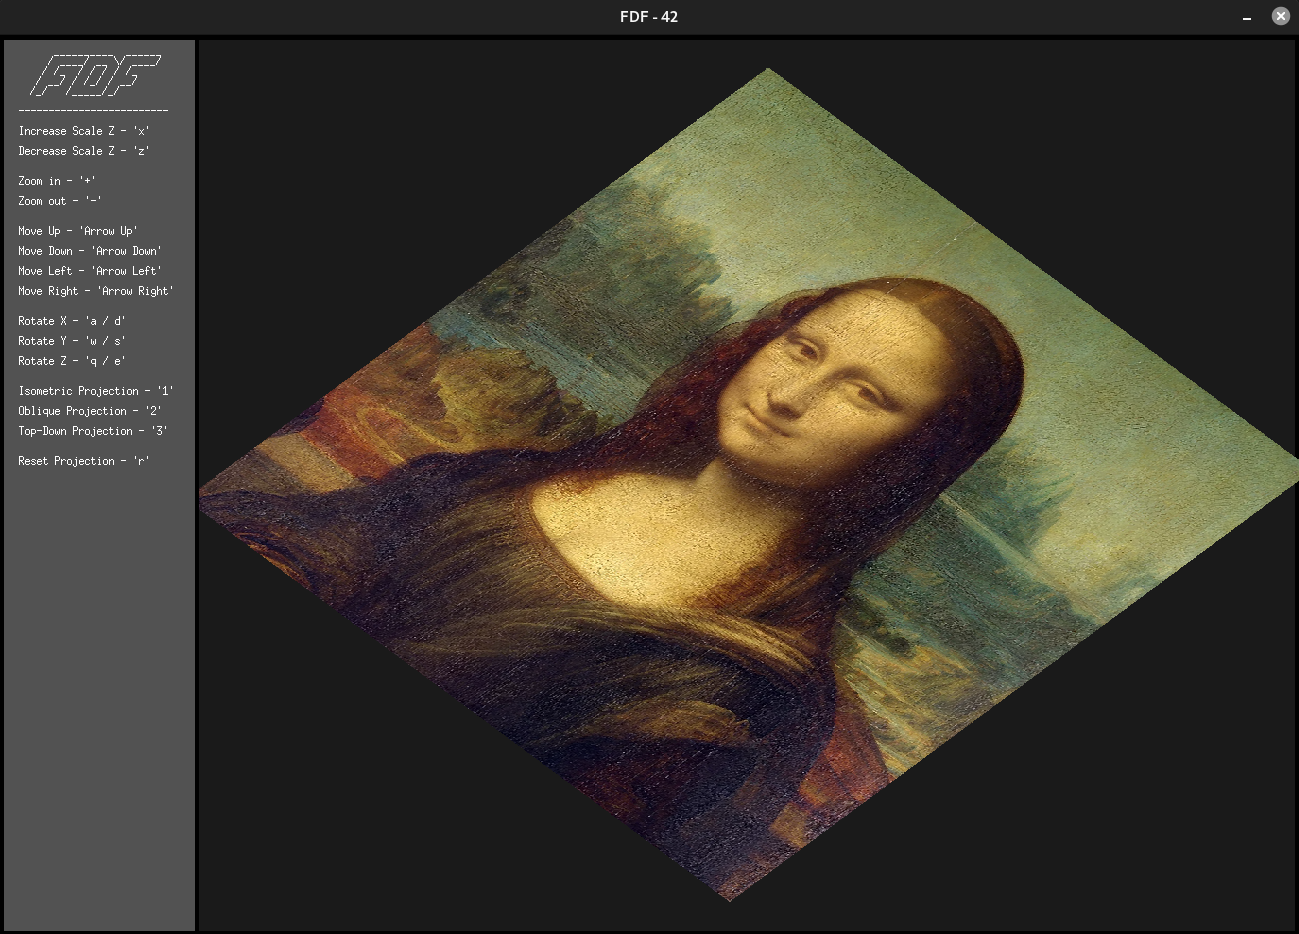 FDF - 42
FDF
Increase Scale Z - 'x'
Decrease Scale Z - 'z'
Zoom in - '+'
Zoom out - '-'
Move Up - 'Arrow Up'
Move Down - 'Arrow Down'
Move Left - 'Arrow Left'
Move Right - 'Arrow Right'
Rotate X - 'a / d'
Rotate Y - 'w / s'
Rotate Z - 'q / e'
Isometric Projection - '1'
Oblique Projection - '2'
Top-Down Projection - '3'
Reset Projection - 'r'